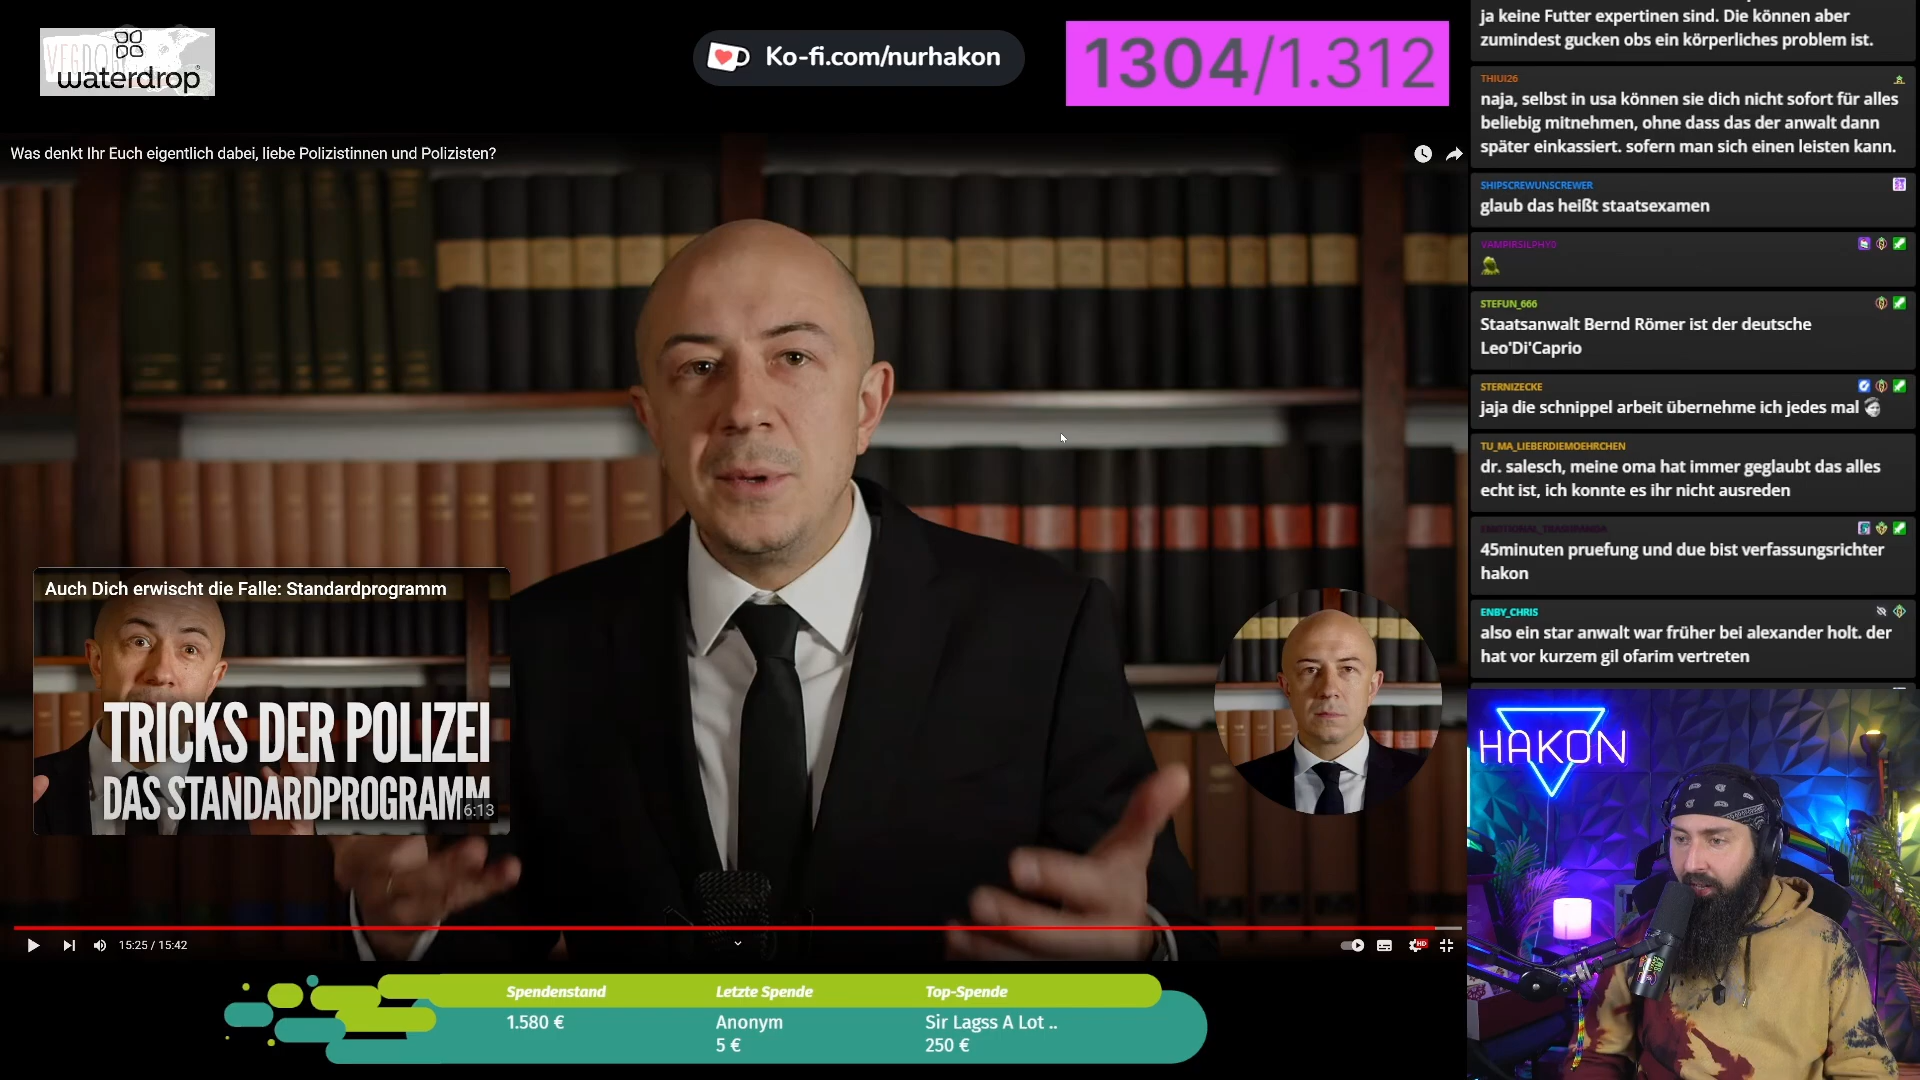 VEGDOG
waterdrop
Ko-fi.com/nurhakon
1304/1.312
Was denkt Ihr Euch eigentlich dabei, liebe Polizistinnen und Polizisten?
Auch Dich erwischt die Falle: Standardprogramm
TRICKS DER POLIZEI
DAS STANDARDPROGRAMM
6:13
15:25 / 15:42
HD
Spendenstand
1.580 €
Letzte Spende
Anonym
5 €
Top-Spende
Sir Lagss A Lot ..
250 €
ja keine Futter expertinen sind. Die können aber
zumindest gucken obs ein körperliches problem ist.
THIUI26
naja, selbst in usa können sie dich nicht sofort für alles
beliebig mitnehmen, ohne dass das der anwalt dann
später einkassiert. sofern man sich einen leisten kann.
SHIPSCREWUNSCREWER
glaub das heißt staatsexamen
VAMPIRSILPHY0
STEFUN_666
Staatsanwalt Bernd Römer ist der deutsche
Leo'Di'Caprio
STERNIZECKE
jaja die schnippel arbeit übernehme ich jedes mal
TU_MA_LIEBERDIEMOEHRCHEN
dr. salesch, meine oma hat immer geglaubt das alles
echt ist, ich konnte es ihr nicht ausreden
EMOTIONAL_TRASHPANDA
45minuten pruefung und due bist verfassungsrichter
hakon
ENBY_CHRIS
also ein star anwalt war früher bei alexander holt. der
hat vor kurzem gil ofarim vertreten
HAKON